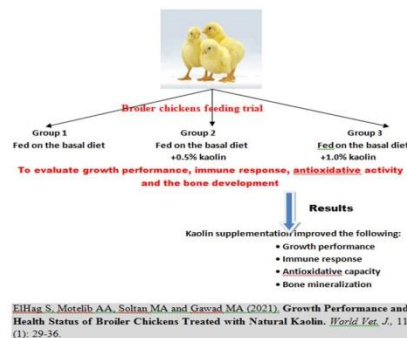 Broiler chickens feeding trial
Group 1 Group 2 Group 3
Fed on the basal diet Fed on the basal diet Fed on the basal diet
+0.5% kaolin +1.0% kaolin
To evaluate growth performance, immune response, antioxidative activity
and the bone development
Results
Kaolin supplementation improved the following:
• Growth performance
• Immune response
• Antioxidative capacity
• Bone mineralization
ElHag S, Motelib AA, Soltan MA and Gawad MA (2021). Growth Performance and
Health Status of Broiler Chickens Treated with Natural Kaolin. World Vet. J., 11
(1): 29-36.